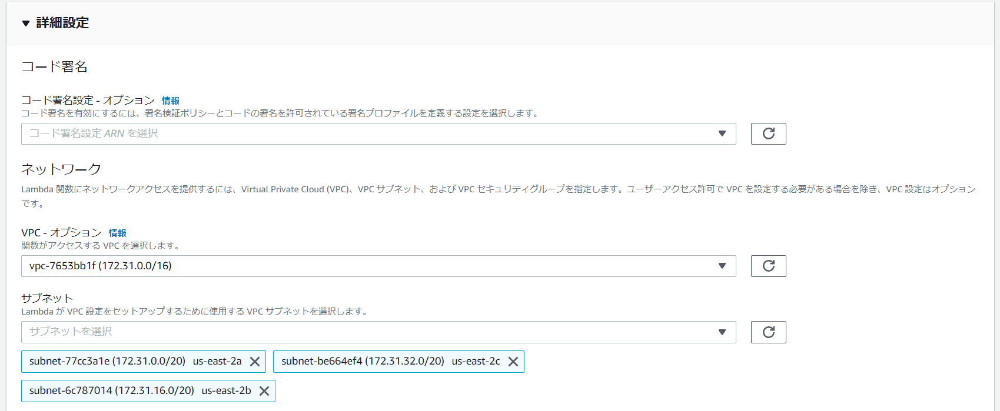 詳細設定
コード署名
コード署名設定 - オプション 情報
コード署名を有効にするには、署名検証ポリシーとコードの署名を許可されている署名プロファイルを定義する設定を選択します。
コード署名設定 ARN を選択
ネットワーク
Lambda 関数にネットワークアクセスを提供するには、Virtual Private Cloud (VPC)、VPC サブネット、および VPC セキュリティグループを指定します。ユーザーアクセス許可で VPC を設定する必要がある場合を除き、VPC 設定はオプション
です。
VPC - オプション 情報
関数がアクセスする VPC を選択します。
vpc-7653bb1f (172.31.0.0/16)
サブネット
Lambda が VPC 設定をセットアップするために使用する VPC サブネットを選択します。
サブネットを選択
subnet-77cc3a1e (172.31.0.0/20) us-east-2a
subnet-be664ef4 (172.31.32.0/20) us-east-2c
subnet-6c787014 (172.31.16.0/20) us-east-2b